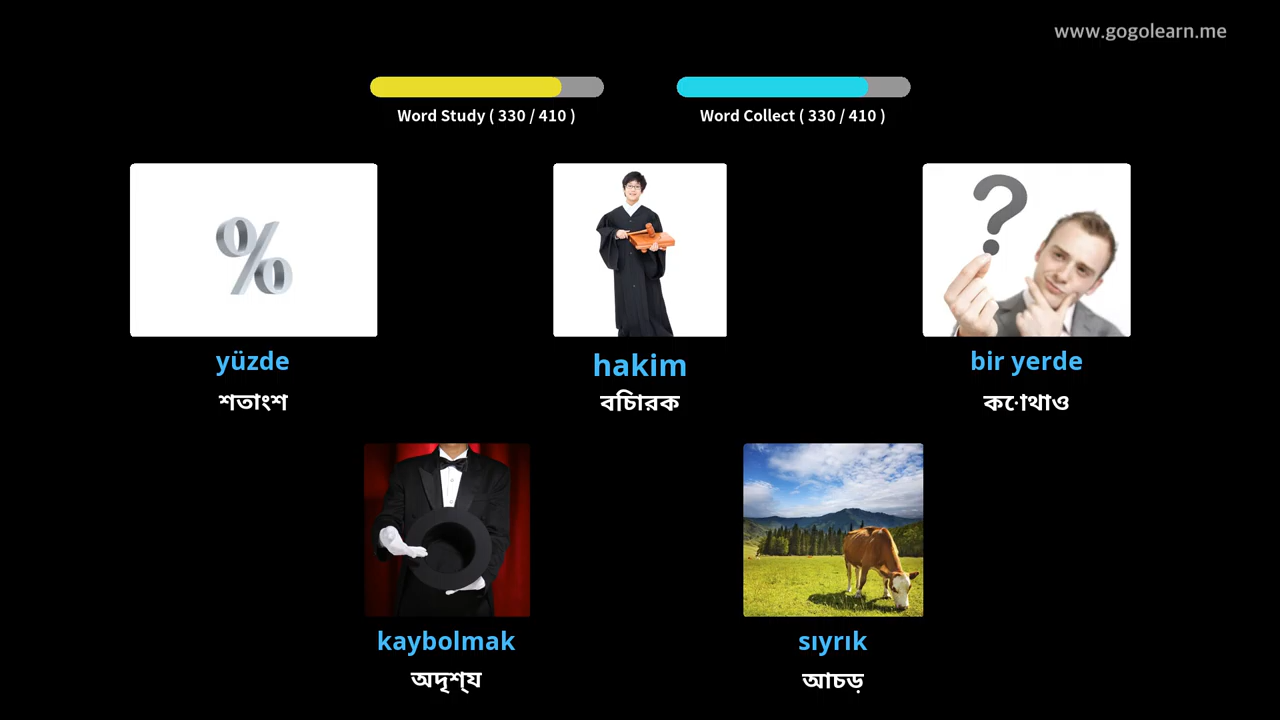 www.gogolearn.me
Word Study ( 330 / 410 )
Word Collect ( 330 / 410 )
yüzde
hakim
bir yerde
শতাংশ
বিচারক
কোথাও
kaybolmak
sıyrık
অদৃশ্য
আচড়